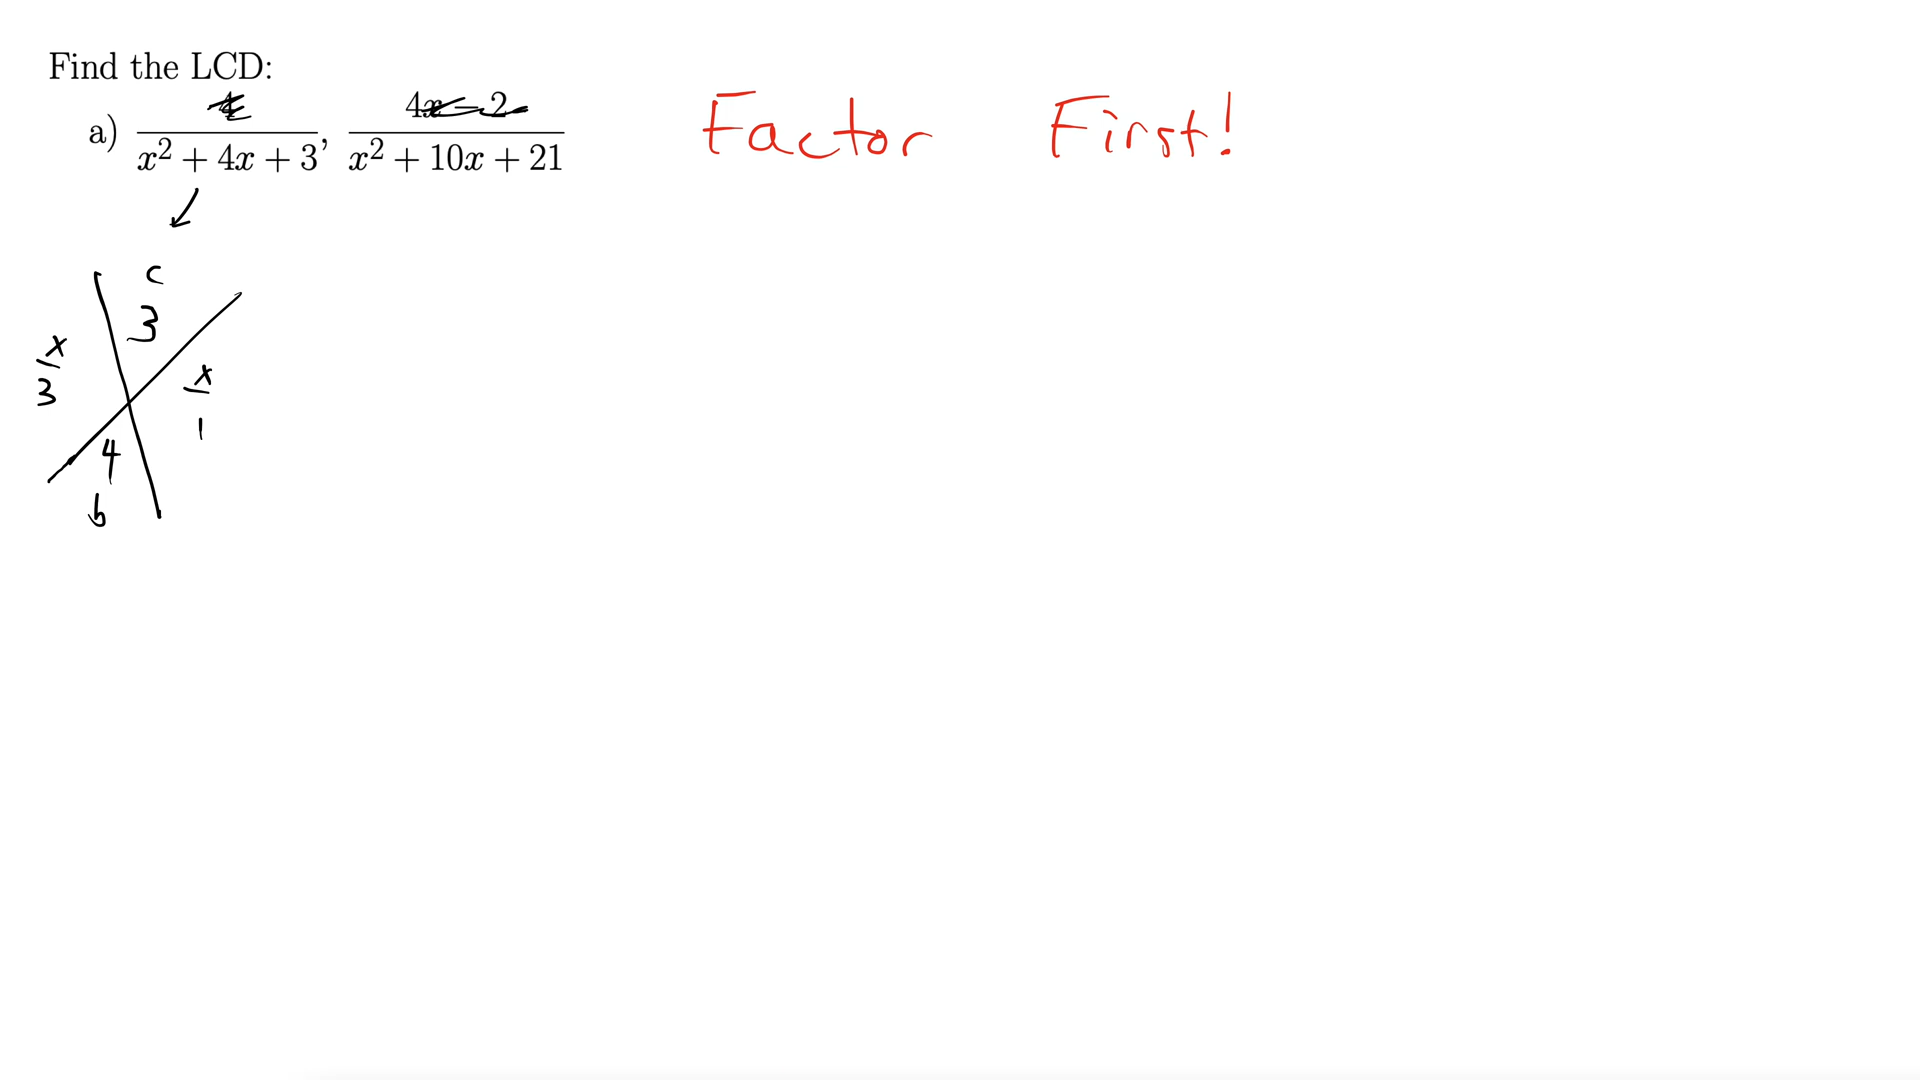 Find the LCD:
a) 4/(x² + 4x + 3), (4x − 2)/(x² + 10x + 21)
Factor First!
c
3
x/3
x/1
4
b